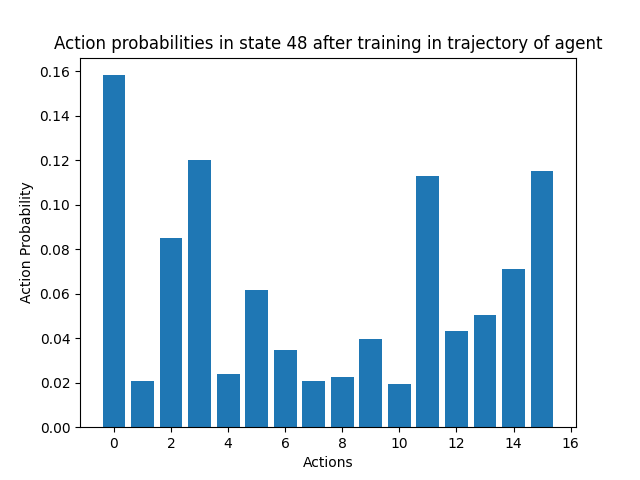 Action probabilities in state 48 after training in trajectory of agent
0.16
0.14
0.12
0.10
0.08
0.06
0.04
0.02
0.00
Action Probability
0 2 4 6 8 10 12 14 16
Actions